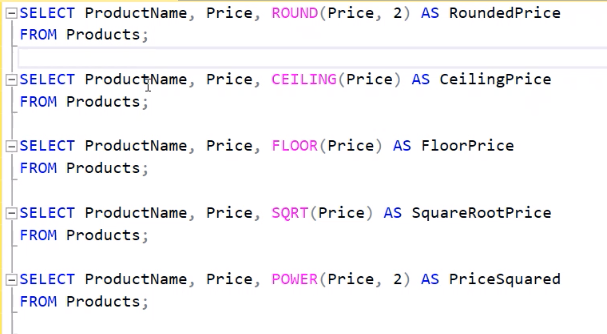 SELECT ProductName, Price, ROUND(Price, 2) AS RoundedPrice
FROM Products;
SELECT ProductName, Price, CEILING(Price) AS CeilingPrice
FROM Products;
SELECT ProductName, Price, FLOOR(Price) AS FloorPrice
FROM Products;
SELECT ProductName, Price, SQRT(Price) AS SquareRootPrice
FROM Products;
SELECT ProductName, Price, POWER(Price, 2) AS PriceSquared
FROM Products;